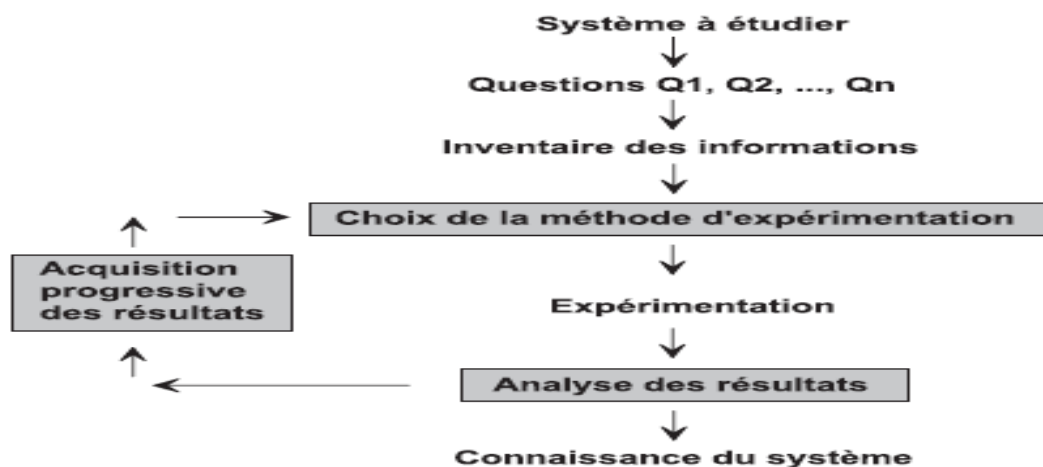 Système à étudier
Questions Q1, Q2, ..., Qn
Inventaire des informations
Choix de la méthode d'expérimentation
Acquisition
progressive
des résultats
Expérimentation
Analyse des résultats
Connaissance du système